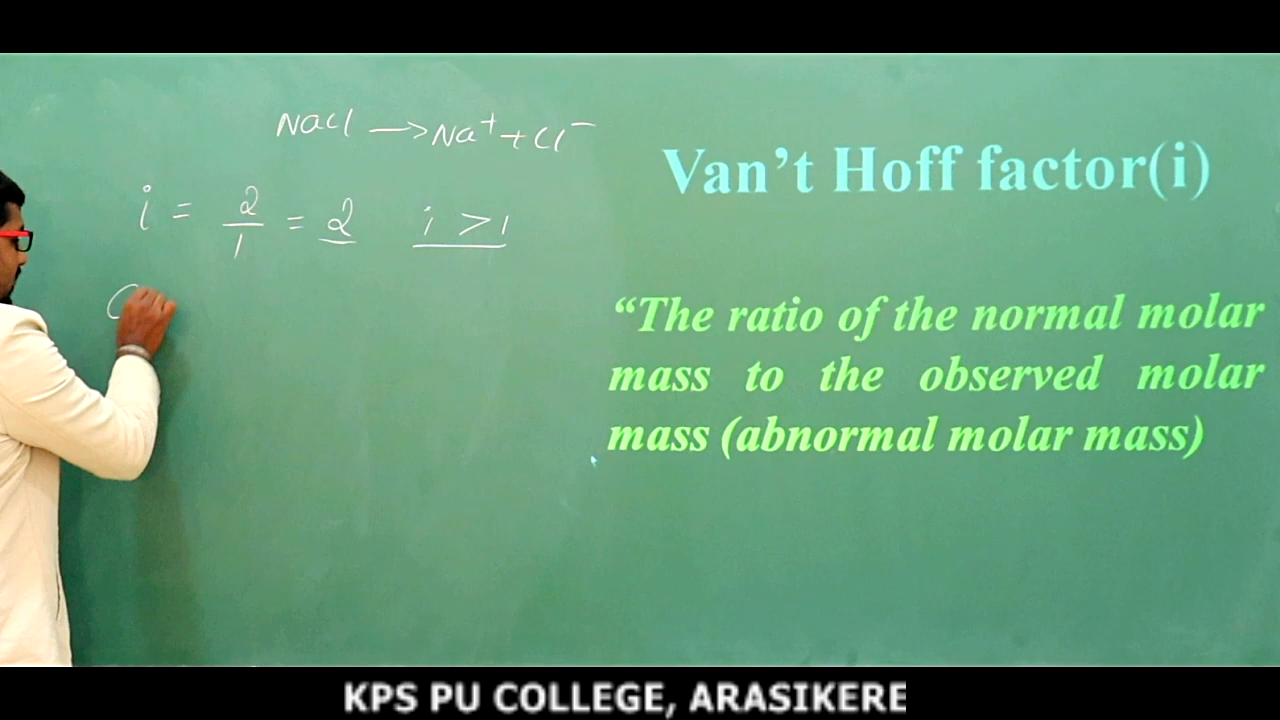 NaCl → Na⁺ + Cl⁻
i = 2/1 = 2 i > 1
C
Van’t Hoff factor(i)
“The ratio of the normal molar
mass to the observed molar
mass (abnormal molar mass)
KPS PU COLLEGE, ARASIKERE